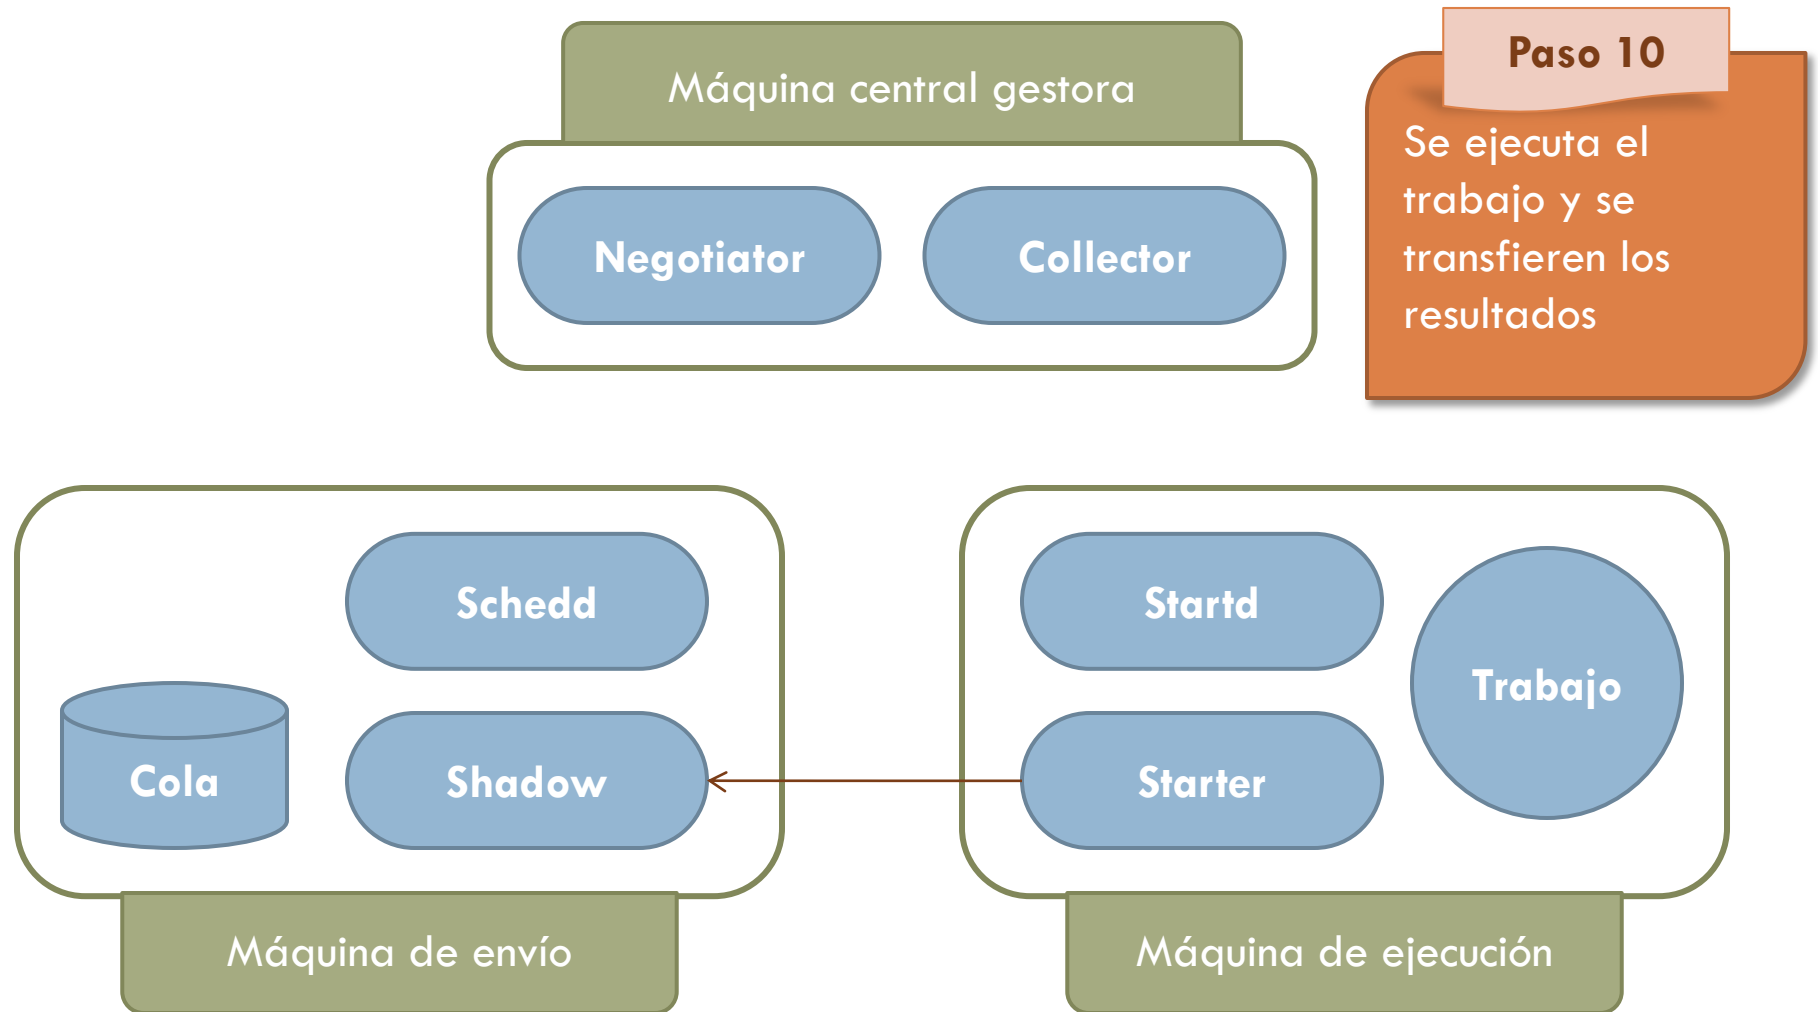 Máquina central gestora
Negotiator
Collector
Paso 10
Se ejecuta el
trabajo y se
transfieren los
resultados
Schedd
Cola
Shadow
Máquina de envío
Startd
Trabajo
Starter
Máquina de ejecución